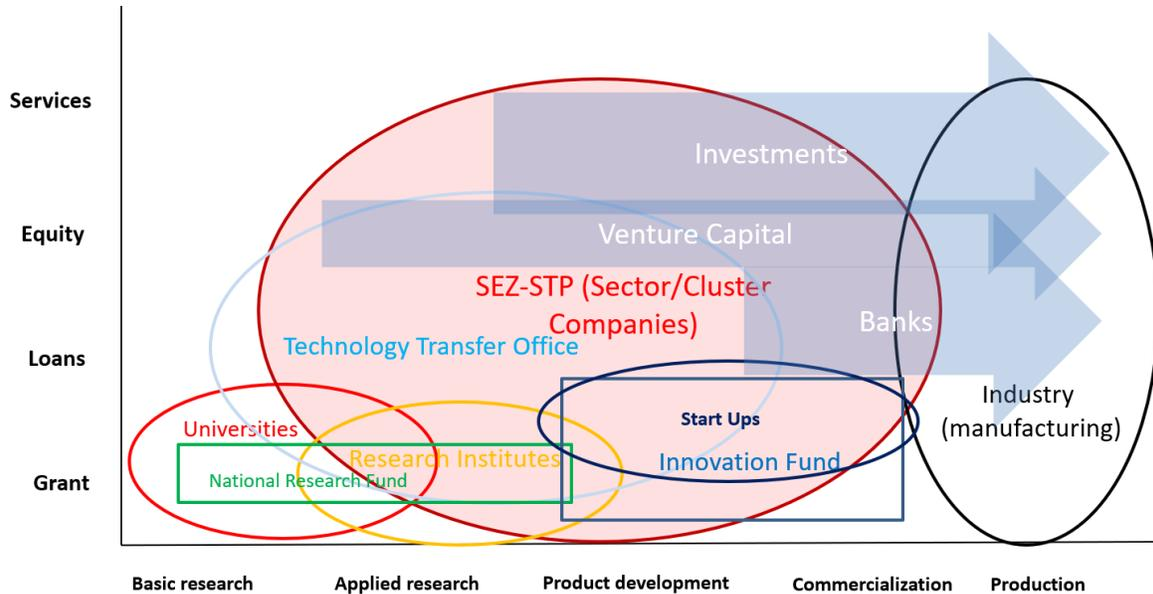 Services
Investments
Equity
Venture Capital
SEZ-STP (Sector/Cluster
Companies)
Banks
Loans
Technology Transfer Office
Industry
(manufacturing)
Universities
Start Ups
Research Institutes
Innovation Fund
Grant
National Research Fund
Basic research
Applied research
Product development
Commercialization
Production